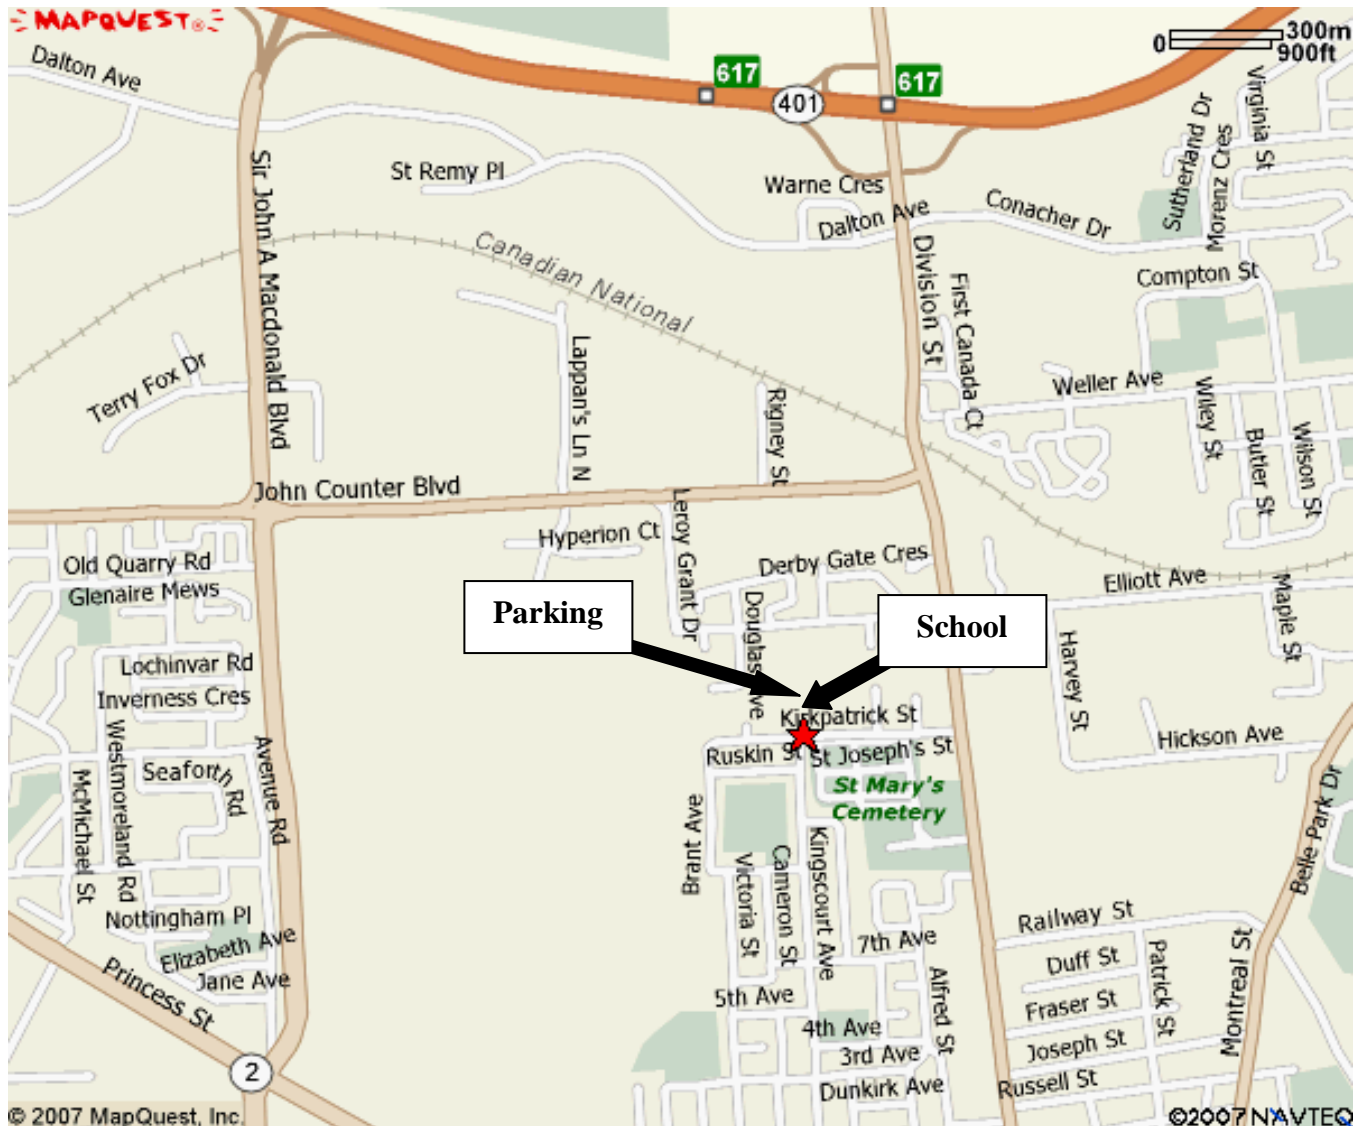 MAPQUEST
300m
0
900ft
617
617
401
Dalton Ave
Virginia St
Sutherland Dr
Morenz Cres
St Remy Pl
Sir John A Macdonald Blvd
Warne Cres
Dalton Ave
Conacher Dr
Canadian National
Division St
First Canada Ct
Compton St
Lappan's Ln N
Terry Fox Dr
Rigney St
Weller Ave
Wiley St
Butler St
Wilson St
John Counter Blvd
Leroy Grant Dr
Hyperion Ct
Derby Gate Cres
Old Quarry Rd
Glenaire Mews
Elliott Ave
Maple St
Parking
Douglas Ave
School
Harvey St
Lochinvar Rd
Inverness Cres
Kirkpatrick St
Ruskin St
St Joseph's St
Hickson Ave
Westmoreland Rd
Avenue Rd
Seaforth Rd
McMichael St
St Mary's
Cemetery
Brant Ave
Belle Park Dr
Victoria St
Cameron St
Kingscourt Ave
Nottingham Pl
Elizabeth Ave
Jane Ave
Princess St
7th Ave
Railway St
Duff St
Patrick St
Montreal St
Alfred St
5th Ave
Fraser St
4th Ave
3rd Ave
Joseph St
Dunkirk Ave
Russell St
2
© 2007 MapQuest, Inc.
©2007 NAVTEQ